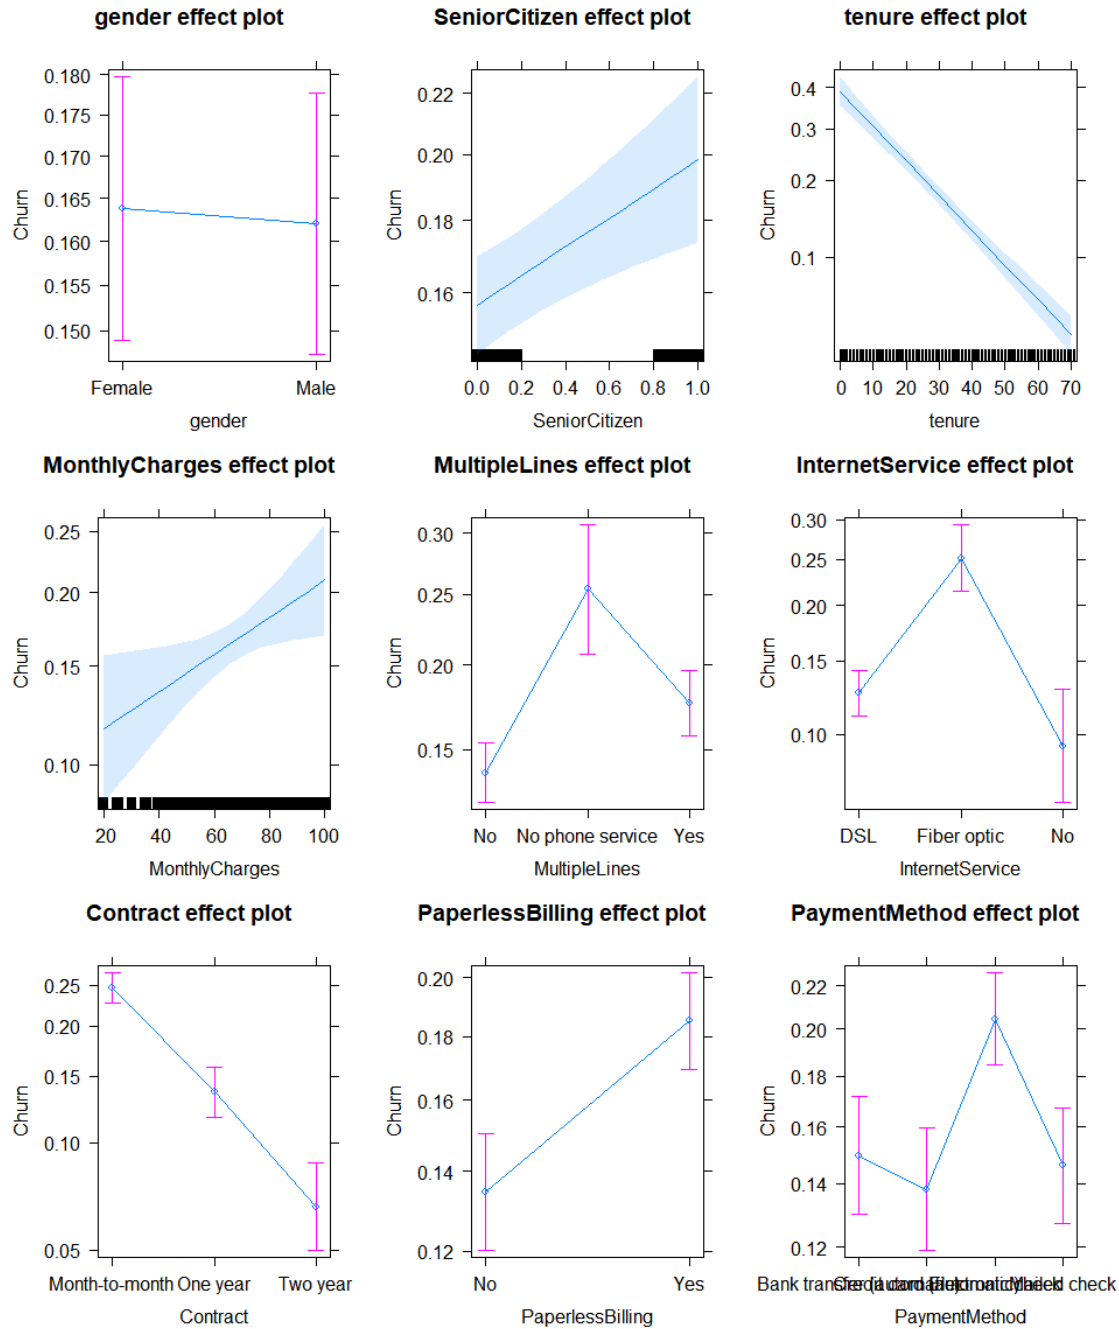 gender effect plot
Churn
0.180
0.175
0.170
0.165
0.160
0.155
0.150
Female Male
gender
SeniorCitizen effect plot
Churn
0.22
0.20
0.18
0.16
0.0 0.2 0.4 0.6 0.8 1.0
SeniorCitizen
tenure effect plot
Churn
0.4
0.3
0.2
0.1
0 10 20 30 40 50 60 70
tenure
MonthlyCharges effect plot
Churn
0.25
0.20
0.15
0.10
20 40 60 80 100
MonthlyCharges
MultipleLines effect plot
Churn
0.30
0.25
0.20
0.15
No No phone service Yes
MultipleLines
InternetService effect plot
Churn
0.30
0.25
0.20
0.15
0.10
DSL Fiber optic No
InternetService
Contract effect plot
Churn
0.25
0.20
0.15
0.10
0.05
Month-to-month One year Two year
Contract
PaperlessBilling effect plot
Churn
0.20
0.18
0.16
0.14
0.12
No Yes
PaperlessBilling
PaymentMethod effect plot
Churn
0.22
0.20
0.18
0.16
0.14
0.12
Bank transfer check
PaymentMethod